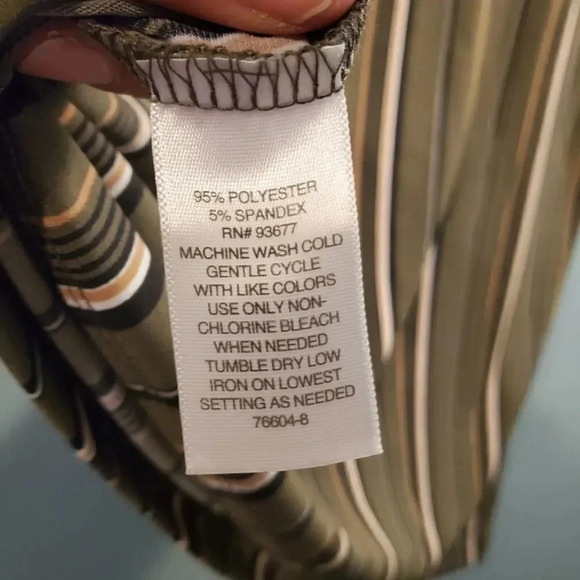 95% POLYESTER
5% SPANDEX
RN# 93677
MACHINE WASH COLD
GENTLE CYCLE
WITH LIKE COLORS
USE ONLY NON-
CHLORINE BLEACH
WHEN NEEDED
TUMBLE DRY LOW
IRON ON LOWEST
SETTING AS NEEDED
76604-8